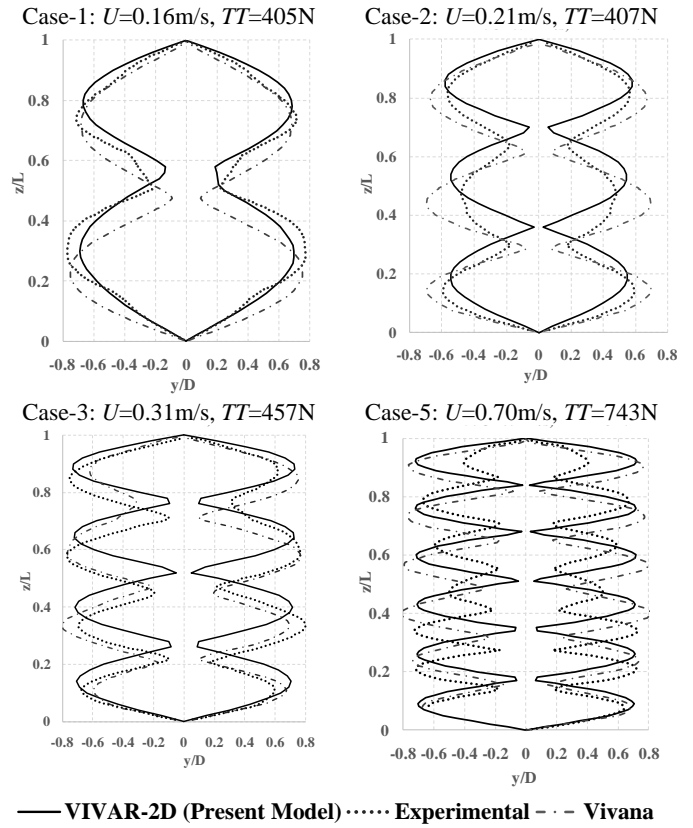 Case-1: U=0.16m/s, TT=405N
Case-2: U=0.21m/s, TT=407N
1
0.8
0.6
0.4
0.2
0
z/L
-0.8 -0.6 -0.4 -0.2 0 0.2 0.4 0.6 0.8
y/D
1
0.8
0.6
0.4
0.2
0
z/L
-0.8 -0.6 -0.4 -0.2 0 0.2 0.4 0.6 0.8
y/D
Case-3: U=0.31m/s, TT=457N
Case-5: U=0.70m/s, TT=743N
1
0.8
0.6
0.4
0.2
0
z/L
-0.8 -0.6 -0.4 -0.2 0 0.2 0.4 0.6 0.8
y/D
1
0.8
0.6
0.4
0.2
0
z/L
-0.8 -0.6 -0.4 -0.2 0 0.2 0.4 0.6 0.8
y/D
VIVAR-2D (Present Model) Experimental Vivana